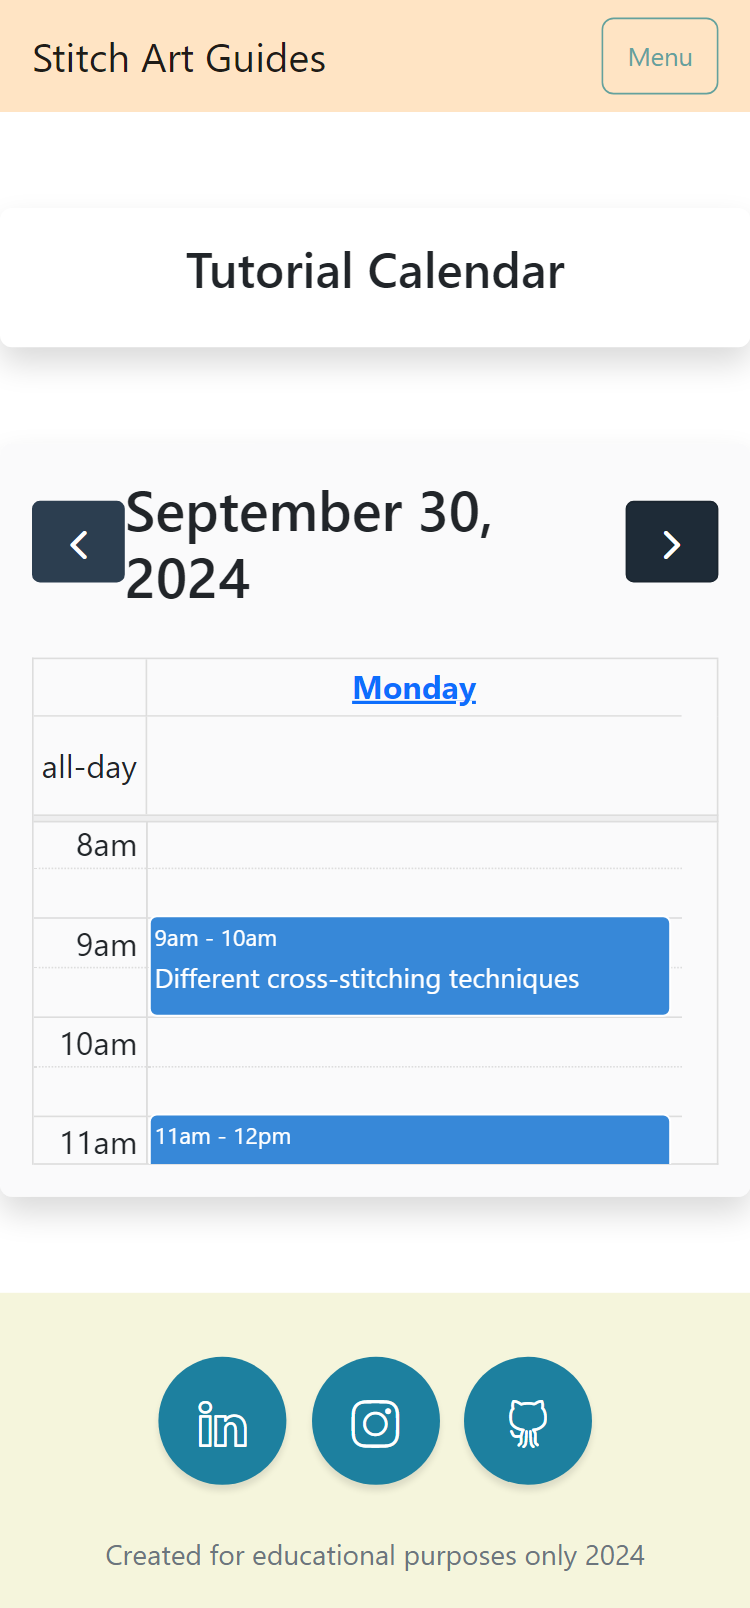 Stitch Art Guides
Menu
Tutorial Calendar
September 30,
2024
Monday
all-day
8am
9am
9am - 10am
Different cross-stitching techniques
10am
11am
11am - 12pm
Created for educational purposes only 2024